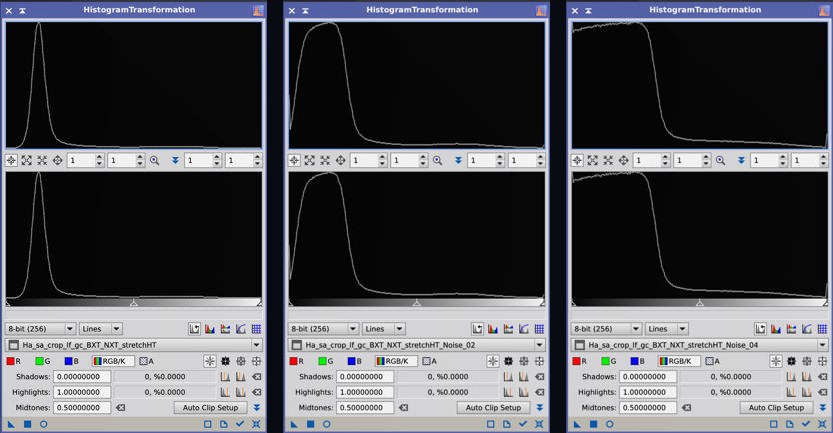 HistogramTransformation
1 1 1 1
8-bit (256) Lines
Ha_sa_crop_lf_gc_BXT_NXT_stretchHT
R G B RGB/K A
Shadows: 0.00000000 0, %0.0000
Highlights: 1.00000000 0, %0.0000
Midtones: 0.50000000 Auto Clip Setup
HistogramTransformation
1 1 1 1
8-bit (256) Lines
Ha_sa_crop_lf_gc_BXT_NXT_stretchHT_Noise_02
R G B RGB/K A
Shadows: 0.00000000 0, %0.0000
Highlights: 1.00000000 0, %0.0000
Midtones: 0.50000000 Auto Clip Setup
HistogramTransformation
1 1 1 1
8-bit (256) Lines
Ha_sa_crop_lf_gc_BXT_NXT_stretchHT_Noise_04
R G B RGB/K A
Shadows: 0.00000000 0, %0.0000
Highlights: 1.00000000 0, %0.0000
Midtones: 0.50000000 Auto Clip Setup